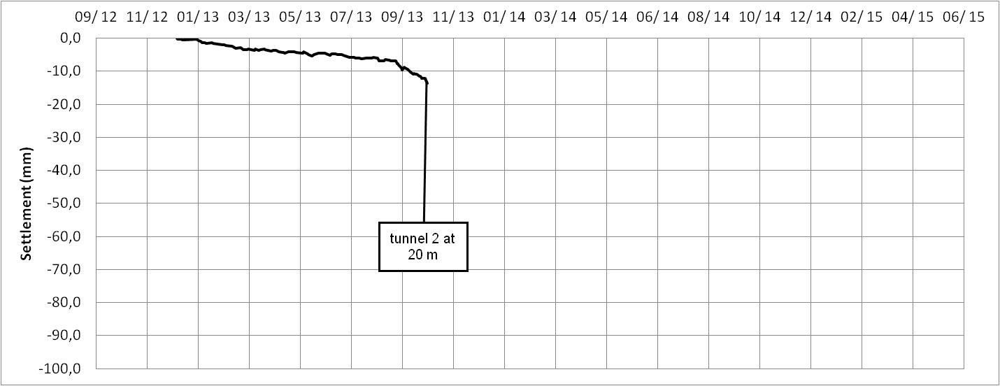 09/ 12 11/ 12 01/ 13 03/ 13 05/ 13 07/ 13 09/ 13 11/ 13 01/ 14 03/ 14 05/ 14 06/ 14 08/ 14 10/ 14 12/ 14 02/ 15 04/ 15 06/ 15
0,0
-10,0
-20,0
-30,0
-40,0
-50,0
-60,0
-70,0
-80,0
-90,0
-100,0
Settlement (mm)
tunnel 2 at
20 m